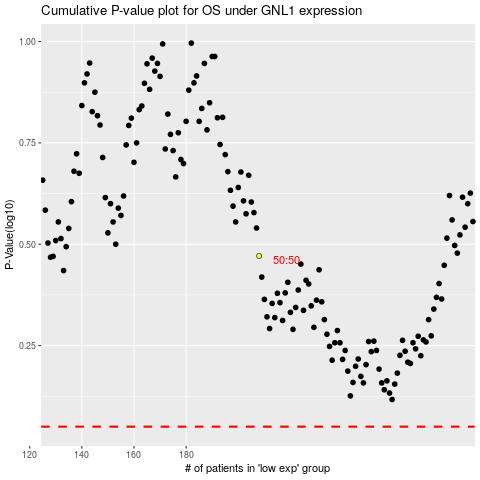 Cumulative P-value plot for OS under GNL1 expression
P-Value(log10)
1.00
0.75
0.50
0.25
50:50
120 140 160 180
# of patients in 'low exp' group